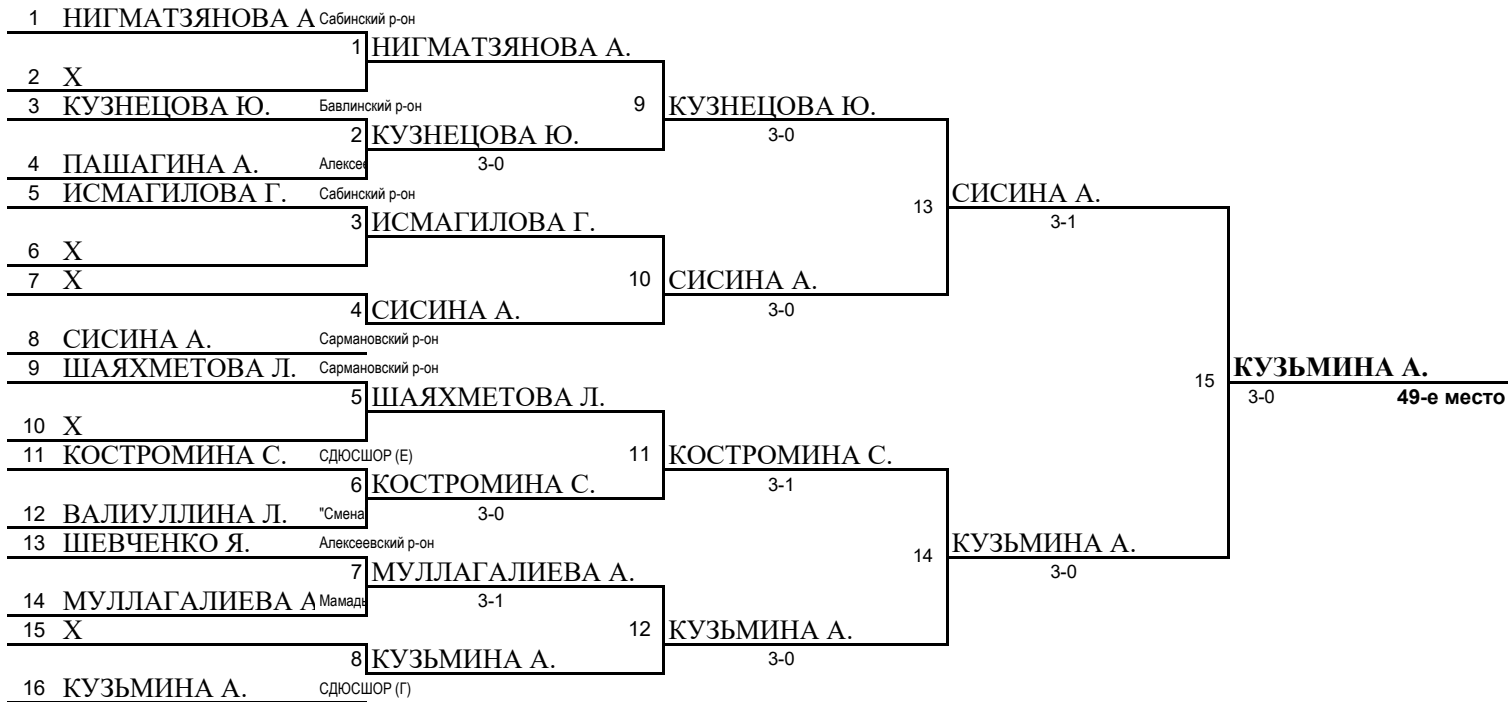 1 НИГМАТЗЯНОВА А Сабинский р-он
1 НИГМАТЗЯНОВА А.
2 X
3 КУЗНЕЦОВА Ю. Бавлинский р-он 9 КУЗНЕЦОВА Ю.
2 КУЗНЕЦОВА Ю. 3-0
4 ПАШАГИНА А. Алексее 3-0
5 ИСМАГИЛОВА Г. Сабинский р-он 13 СИСИНА А.
3 ИСМАГИЛОВА Г. 3-1
6 X
7 X 10 СИСИНА А.
4 СИСИНА А. 3-0
8 СИСИНА А. Сармановский р-он
9 ШАЯХМЕТОВА Л. Сармановский р-он 15 КУЗЬМИНА А.
5 ШАЯХМЕТОВА Л. 3-0 49-е место
10 X
11 КОСТРОМИНА С. СДЮСШОР (Е) 11 КОСТРОМИНА С.
6 КОСТРОМИНА С. 3-1
12 ВАЛИУЛЛИНА Л. "Смена 3-0
13 ШЕВЧЕНКО Я. Алексеевский р-он 14 КУЗЬМИНА А.
7 МУЛЛАГАЛИЕВА А. 3-0
14 МУЛЛАГАЛИЕВА А Мамады 3-1
15 X 12 КУЗЬМИНА А.
8 КУЗЬМИНА А. 3-0
16 КУЗЬМИНА А. СДЮСШОР (Г)